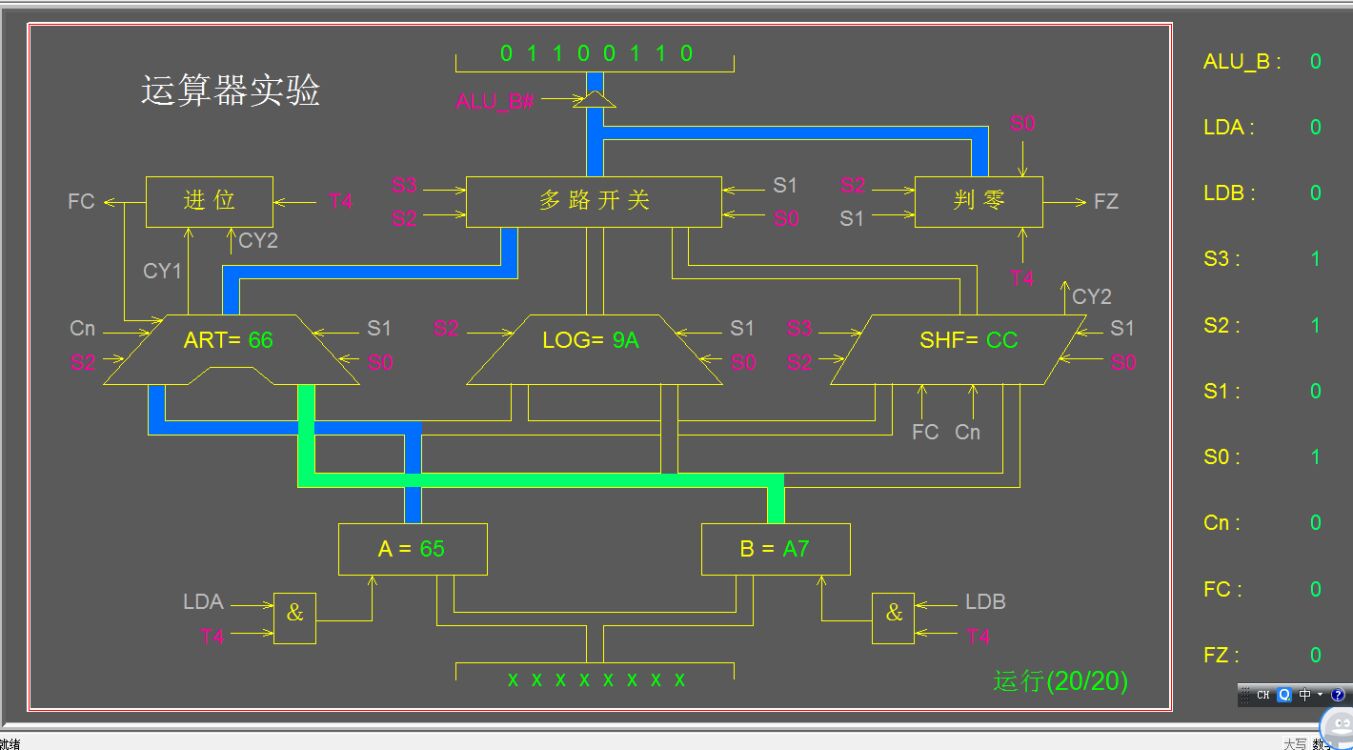 0 1 1 0 0 1 1 0
ALU_B : 0
运算器实验
ALU_B#
S0
LDA : 0
FC
进 位
T4
S3
S2
多 路 开 关
S1
S0
S2
S1
判 零
FZ
LDB : 0
CY1
CY2
T4
S3 : 1
CY2
Cn
S2
ART= 66
S1
S0
S2
LOG= 9A
S1
S0
S3
S2
SHF= CC
S1
S0
S2 : 1
S1 : 0
FC Cn
S0 : 1
A = 65
B = A7
Cn : 0
LDA
T4
&
&
LDB
T4
FC : 0
x x x x x x x x
运行(20/20)
FZ : 0
CH 中 ?
就绪
大写 数字